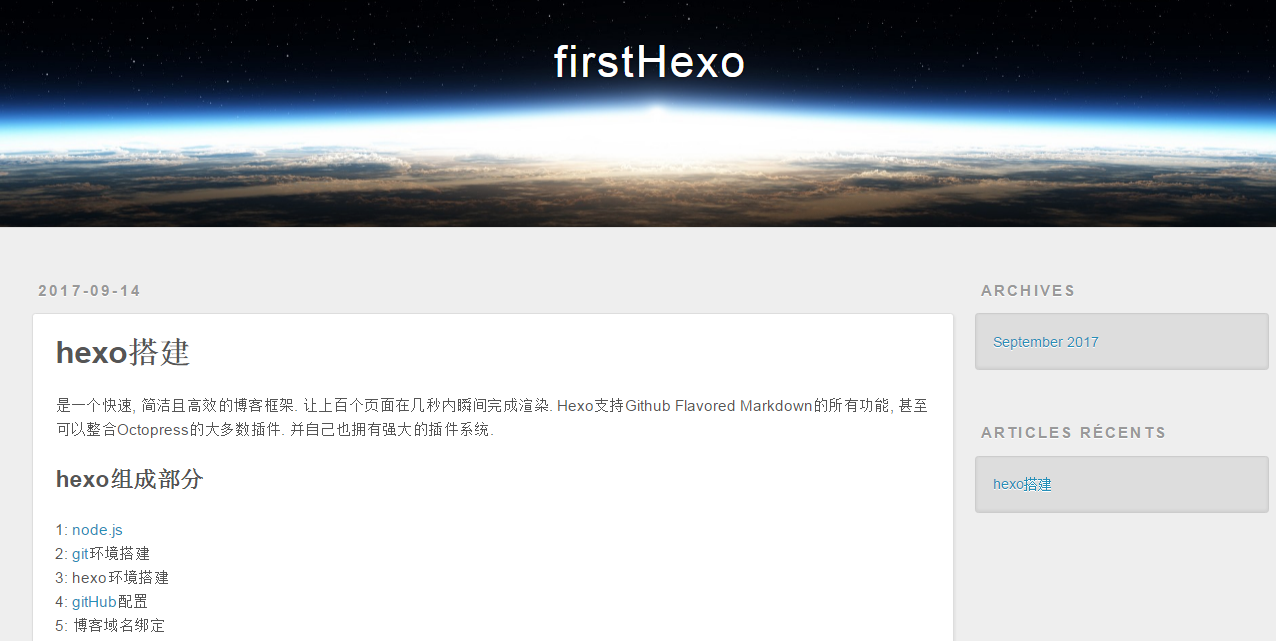 firstHexo
2017-09-14
hexo搭建
是一个快速, 简洁且高效的博客框架. 让上百个页面在几秒内瞬间完成渲染. Hexo支持Github Flavored Markdown的所有功能, 甚至
可以整合Octopress的大多数插件. 并自己也拥有强大的插件系统.
hexo组成部分
1: node.js
2: git环境搭建
3: hexo环境搭建
4: gitHub配置
5: 博客域名绑定
ARCHIVES
September 2017
ARTICLES RÉCENTS
hexo搭建